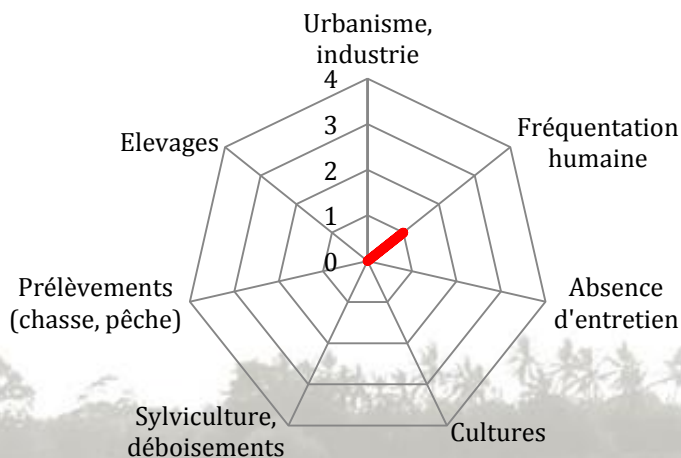 Urbanisme,
industrie
4
3
2
1
0
Fréquentation
humaine
Absence
d'entretien
Cultures
Sylviculture,
déboisements
Prélèvements
(chasse, pêche)
Elevages